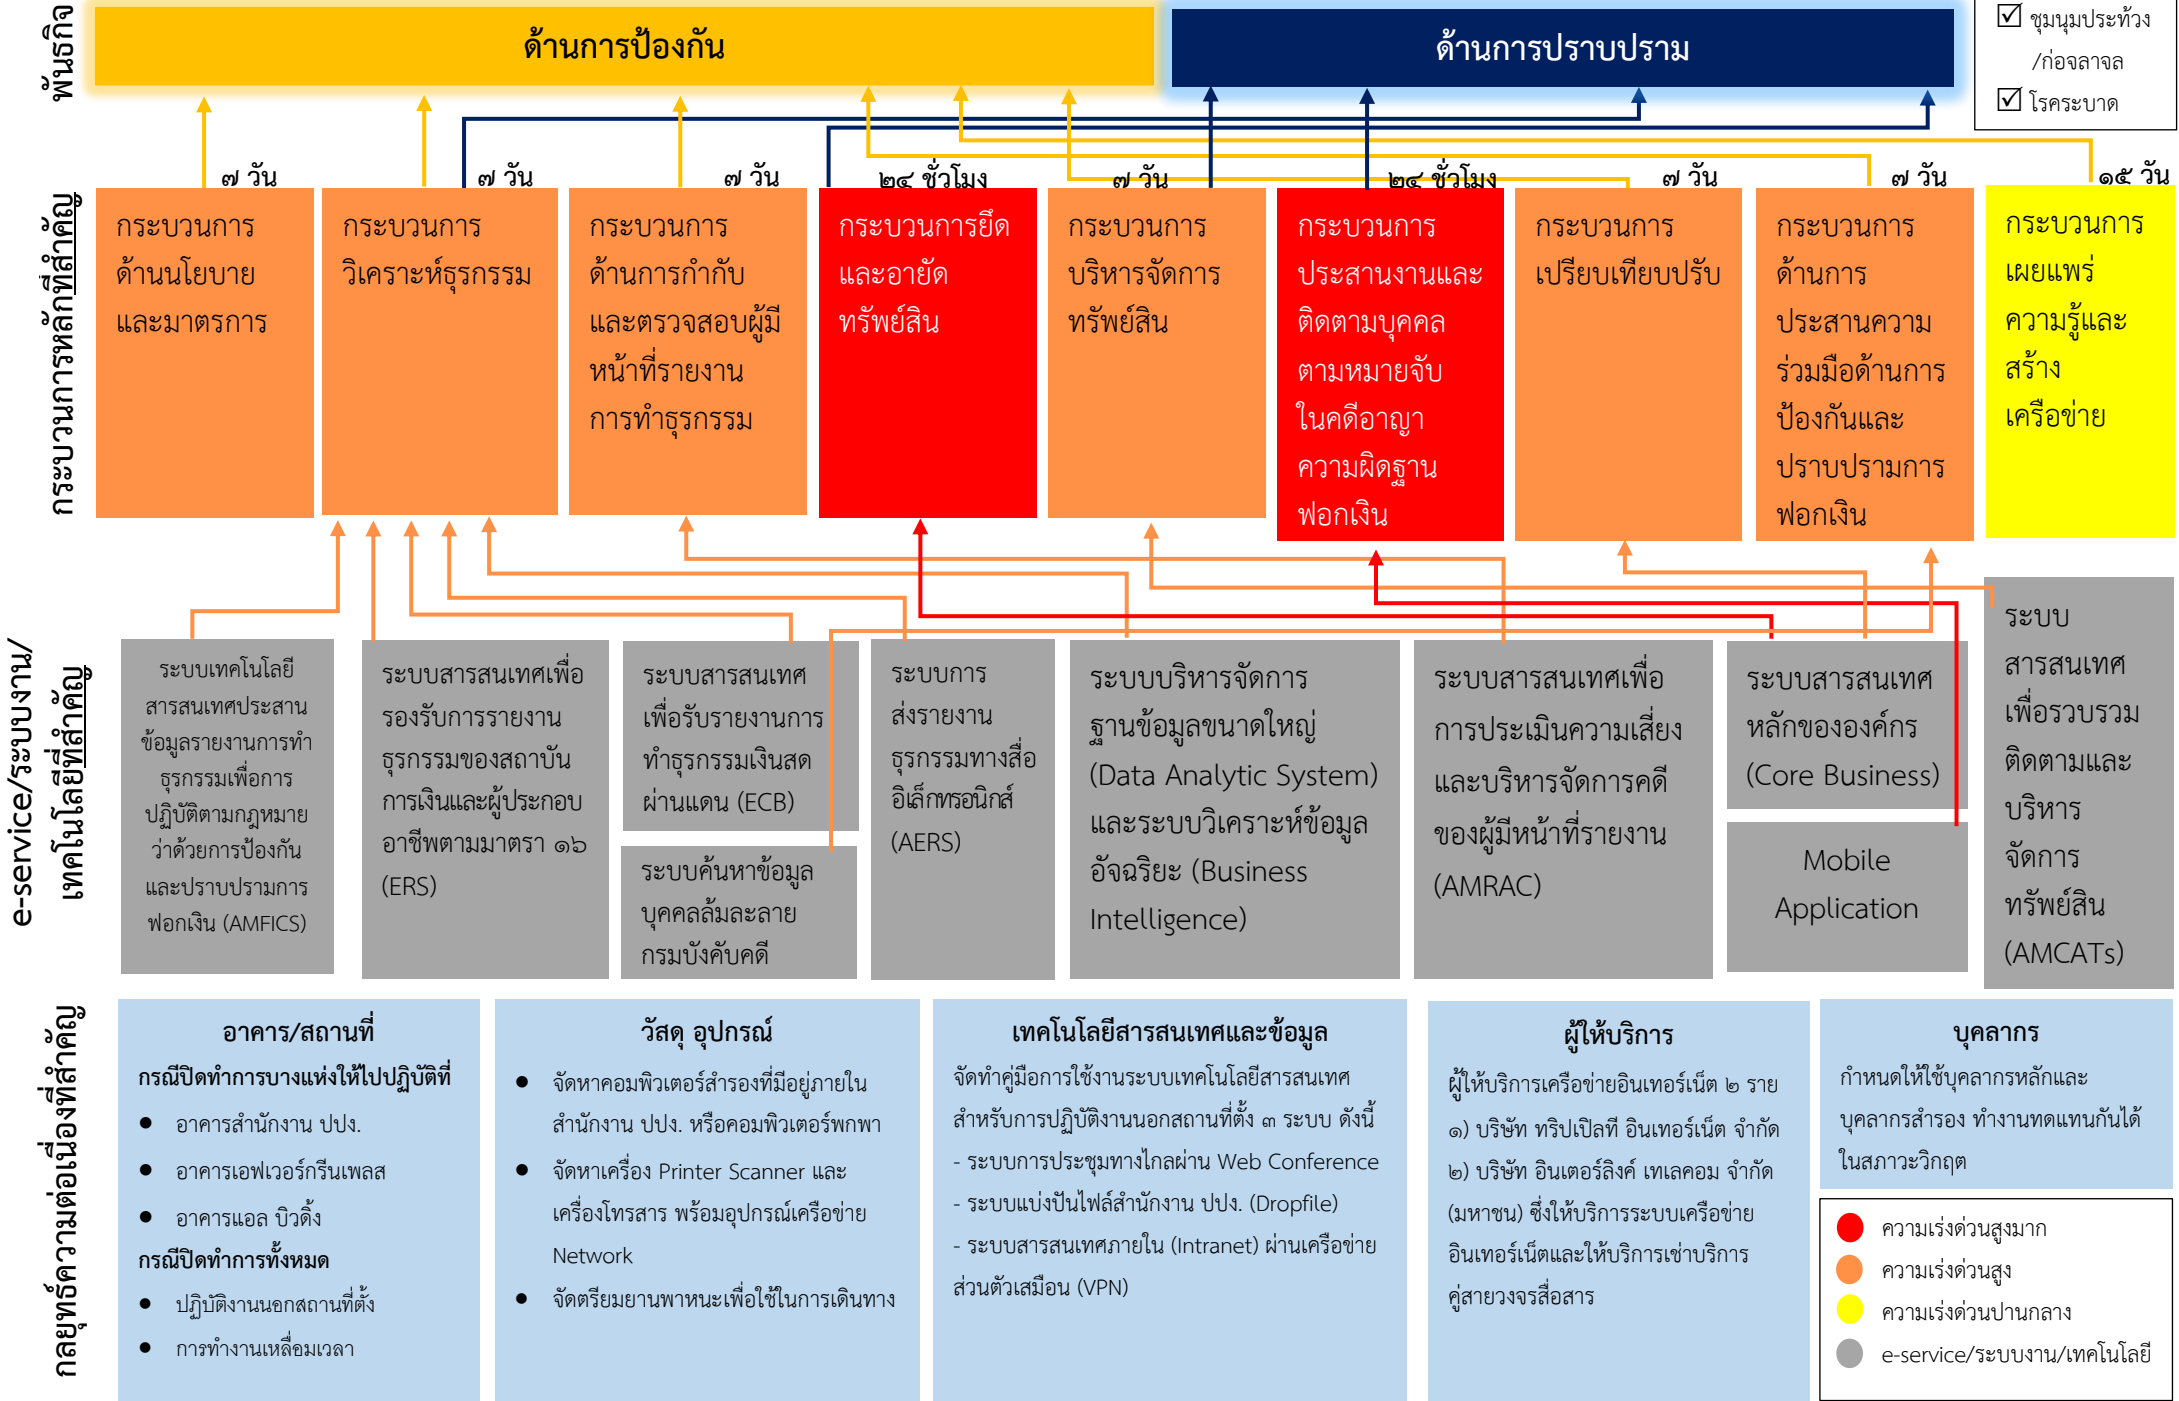 พันธกิจ
ด้านการป้องกัน
ด้านการปราบปราม
☑ ชุมนุมประท้วง
/ก่อจลาจล
☑ โรคระบาด
กระบวนการหลักที่สำคัญ
๗ วัน
กระบวนการ
ด้านนโยบาย
และมาตรการ
๗ วัน
กระบวนการ
วิเคราะห์ธุรกรรม
๗ วัน
กระบวนการ
ด้านการกำกับ
และตรวจสอบผู้มี
หน้าที่รายงาน
การทำธุรกรรม
๒๔ ชั่วโมง
กระบวนการยึด
และอายัด
ทรัพย์สิน
๗ วัน
กระบวนการ
บริหารจัดการ
ทรัพย์สิน
๒๔ ชั่วโมง
กระบวนการ
ประสานงานและ
ติดตามบุคคล
ตามหมายจับ
ในคดีอาญา
ความผิดฐาน
ฟอกเงิน
๗ วัน
กระบวนการ
เปรียบเทียบปรับ
๗ วัน
กระบวนการ
ด้านการ
ประสานความ
ร่วมมือด้านการ
ป้องกันและ
ปราบปรามการ
ฟอกเงิน
๑๕ วัน
กระบวนการ
เผยแพร่
ความรู้และ
สร้าง
เครือข่าย
e-service/ระบบงาน/
เทคโนโลยีที่สำคัญ
ระบบเทคโนโลยี
สารสนเทศประสาน
ข้อมูลรายงานการทำ
ธุรกรรมเพื่อการ
ปฏิบัติตามกฎหมาย
ว่าด้วยการป้องกัน
และปราบปรามการ
ฟอกเงิน (AMFICS)
ระบบสารสนเทศเพื่อ
รองรับการรายงาน
ธุรกรรมของสถาบัน
การเงินและผู้ประกอบ
อาชีพตามมาตรา ๑๖
(ERS)
ระบบสารสนเทศ
เพื่อรับรายงานการ
ทำธุรกรรมเงินสด
ผ่านแดน (ECB)
ระบบค้นหาข้อมูล
บุคคลล้มละลาย
กรมบังคับคดี
ระบบการ
ส่งรายงาน
ธุรกรรมทางสื่อ
อิเล็กทรอนิกส์
(AERS)
ระบบบริหารจัดการ
ฐานข้อมูลขนาดใหญ่
(Data Analytic System)
และระบบวิเคราะห์ข้อมูล
อัจฉริยะ (Business
Intelligence)
ระบบสารสนเทศเพื่อ
การประเมินความเสี่ยง
และบริหารจัดการคดี
ของผู้มีหน้าที่รายงาน
(AMRAC)
ระบบสารสนเทศ
หลักขององค์กร
(Core Business)
Mobile
Application
ระบบ
สารสนเทศ
เพื่อรวบรวม
ติดตามและ
บริหาร
จัดการ
ทรัพย์สิน
(AMCATs)
กลยุทธ์ความต่อเนื่องที่สำคัญ
อาคาร/สถานที่
กรณีปิดทำการบางแห่งให้ไปปฏิบัติที่
● อาคารสำนักงาน ปปง.
● อาคารเอฟเวอร์กรีนเพลส
● อาคารแอล บิวดิ้ง
กรณีปิดทำการทั้งหมด
● ปฏิบัติงานนอกสถานที่ตั้ง
● การทำงานเหลื่อมเวลา
วัสดุ อุปกรณ์
● จัดหาคอมพิวเตอร์สำรองที่มีอยู่ภายใน
สำนักงาน ปปง. หรือคอมพิวเตอร์พกพา
● จัดหาเครื่อง Printer Scanner และ
เครื่องโทรสาร พร้อมอุปกรณ์เครือข่าย
Network
● จัดตรียมยานพาหนะเพื่อใช้ในการเดินทาง
เทคโนโลยีสารสนเทศและข้อมูล
จัดทำคู่มือการใช้งานระบบเทคโนโลยีสารสนเทศ
สำหรับการปฏิบัติงานนอกสถานที่ตั้ง ๓ ระบบ ดังนี้
- ระบบการประชุมทางไกลผ่าน Web Conference
- ระบบแบ่งปันไฟล์สำนักงาน ปปง. (Dropfile)
- ระบบสารสนเทศภายใน (Intranet) ผ่านเครือข่าย
ส่วนตัวเสมือน (VPN)
ผู้ให้บริการ
ผู้ให้บริการเครือข่ายอินเทอร์เน็ต ๒ ราย
๑) บริษัท ทริปเปิลที อินเทอร์เน็ต จำกัด
๒) บริษัท อินเตอร์ลิงค์ เทเลคอม จำกัด
(มหาชน) ซึ่งให้บริการระบบเครือข่าย
อินเทอร์เน็ตและให้บริการเช่าบริการ
คู่สายวงจรสื่อสาร
บุคลากร
กำหนดให้ใช้บุคลากรหลักและ
บุคลากรสำรอง ทำงานทดแทนกันได้
ในสภาวะวิกฤต
ความเร่งด่วนสูงมาก
ความเร่งด่วนสูง
ความเร่งด่วนปานกลาง
e-service/ระบบงาน/เทคโนโลยี